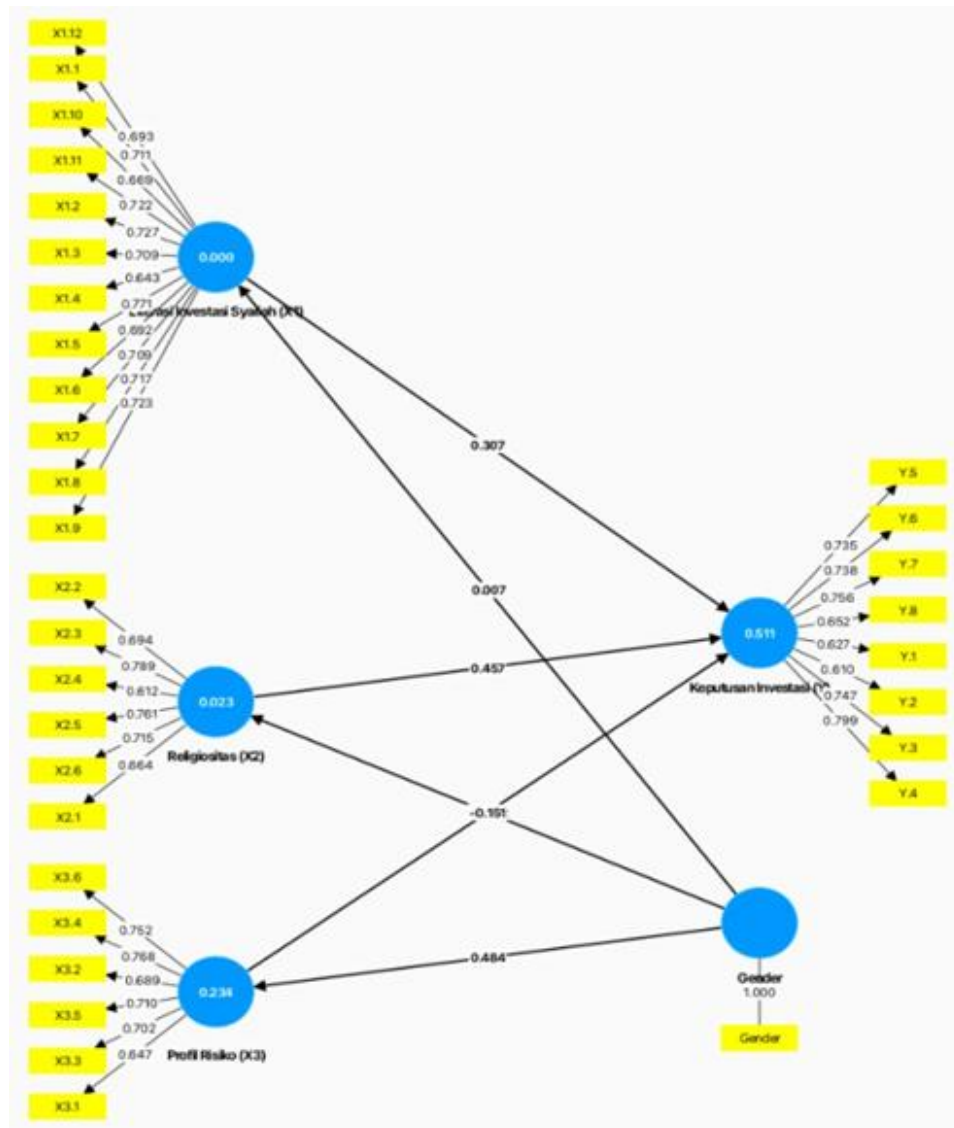 X1.12
X1.1
X1.10
X1.11
X1.2
X1.3
X1.4
X1.5
X1.6
X1.7
X1.8
X1.9
0.693
0.711
0.669
0.722
0.727
0.709
0.643
0.771
0.692
0.709
0.717
0.723
0.000
Investasi Syariah (X1)
0.307
0.007
X2.2
X2.3
X2.4
X2.5
X2.6
X2.1
0.694
0.789
0.612
0.761
0.715
0.664
0.023
Religiositas (X2)
0.457
-0.151
X3.6
X3.4
X3.2
X3.5
X3.3
X3.1
0.752
0.768
0.689
0.710
0.702
0.647
0.234
Profil Risiko (X3)
0.484
0.511
Keputusan Investasi (Y
0.735
0.738
0.756
0.652
0.627
0.610
0.747
0.799
Y.5
Y.6
Y.7
Y.8
Y.1
Y.2
Y.3
Y.4
Gender
1.000
Gender